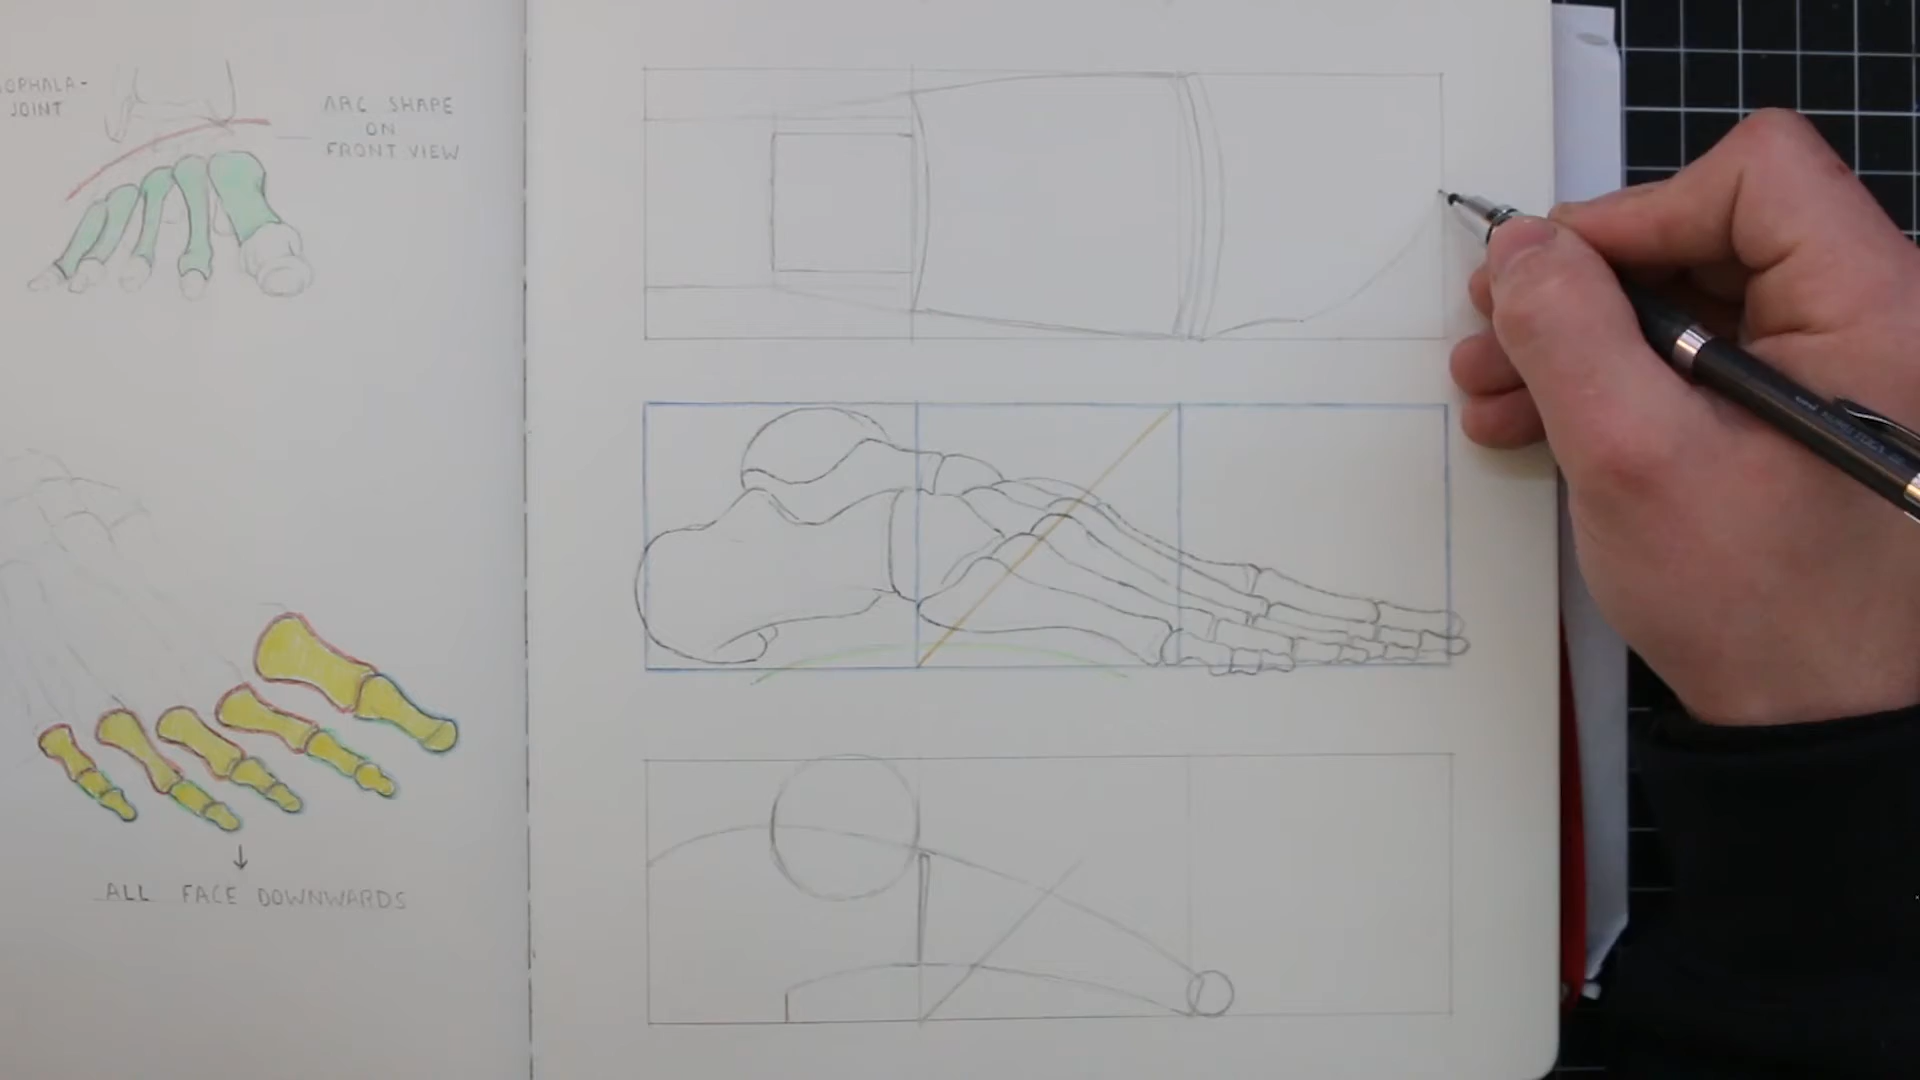 JOINT
ARC SHAPE
ON
FRONT VIEW
ALL FACE DOWNWARDS